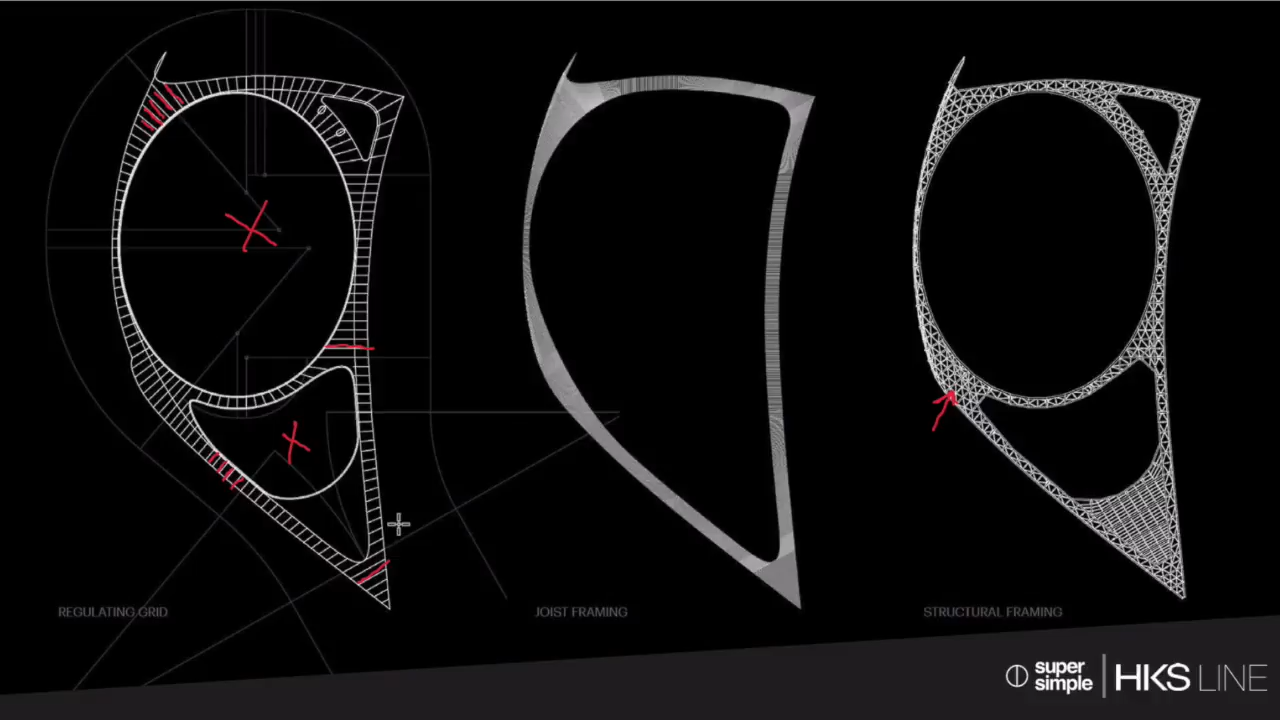 REGULATING GRID
JOIST FRAMING
STRUCTURAL FRAMING
super
simple
HKS LINE